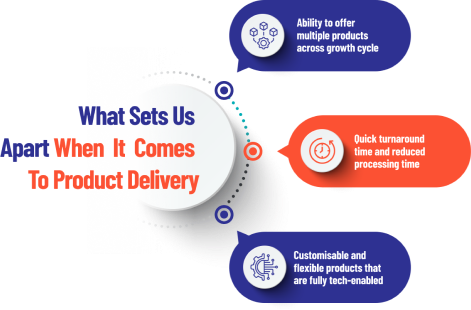 What Sets Us
Apart When It Comes
To Product Delivery
Ability to offer
multiple products
across growth cycle
Quick turnaround
time and reduced
processing time
Customisable and
flexible products that
are fully tech-enabled